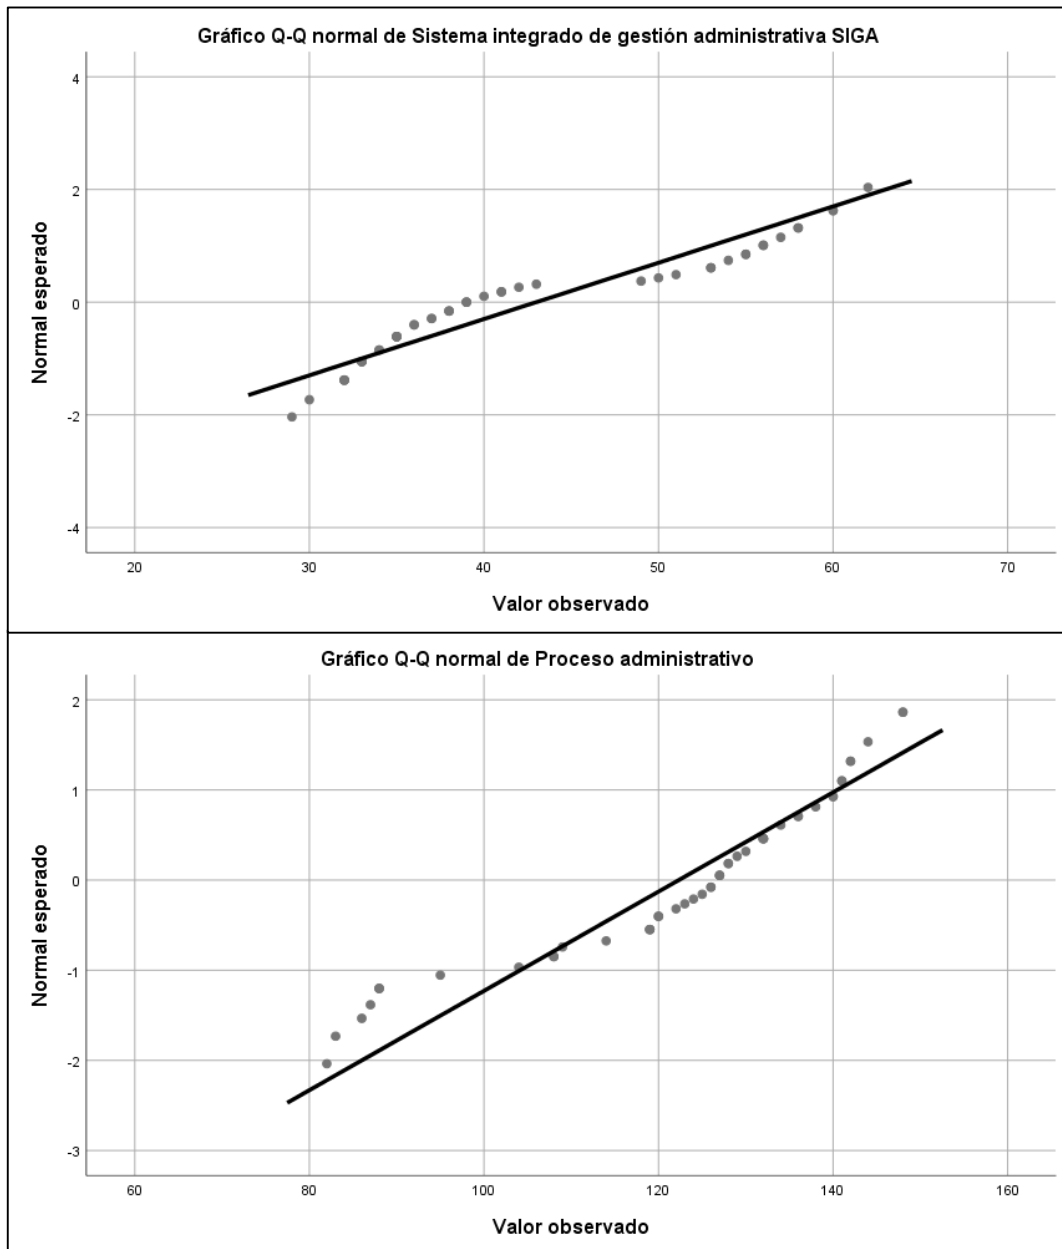 Gráfico Q-Q normal de Sistema integrado de gestión administrativa SIGA
4
2
0
-2
-4
Normal esperado
20 30 40 50 60 70
Valor observado
Gráfico Q-Q normal de Proceso administrativo
2
1
0
-1
-2
-3
Normal esperado
60 80 100 120 140 160
Valor observado